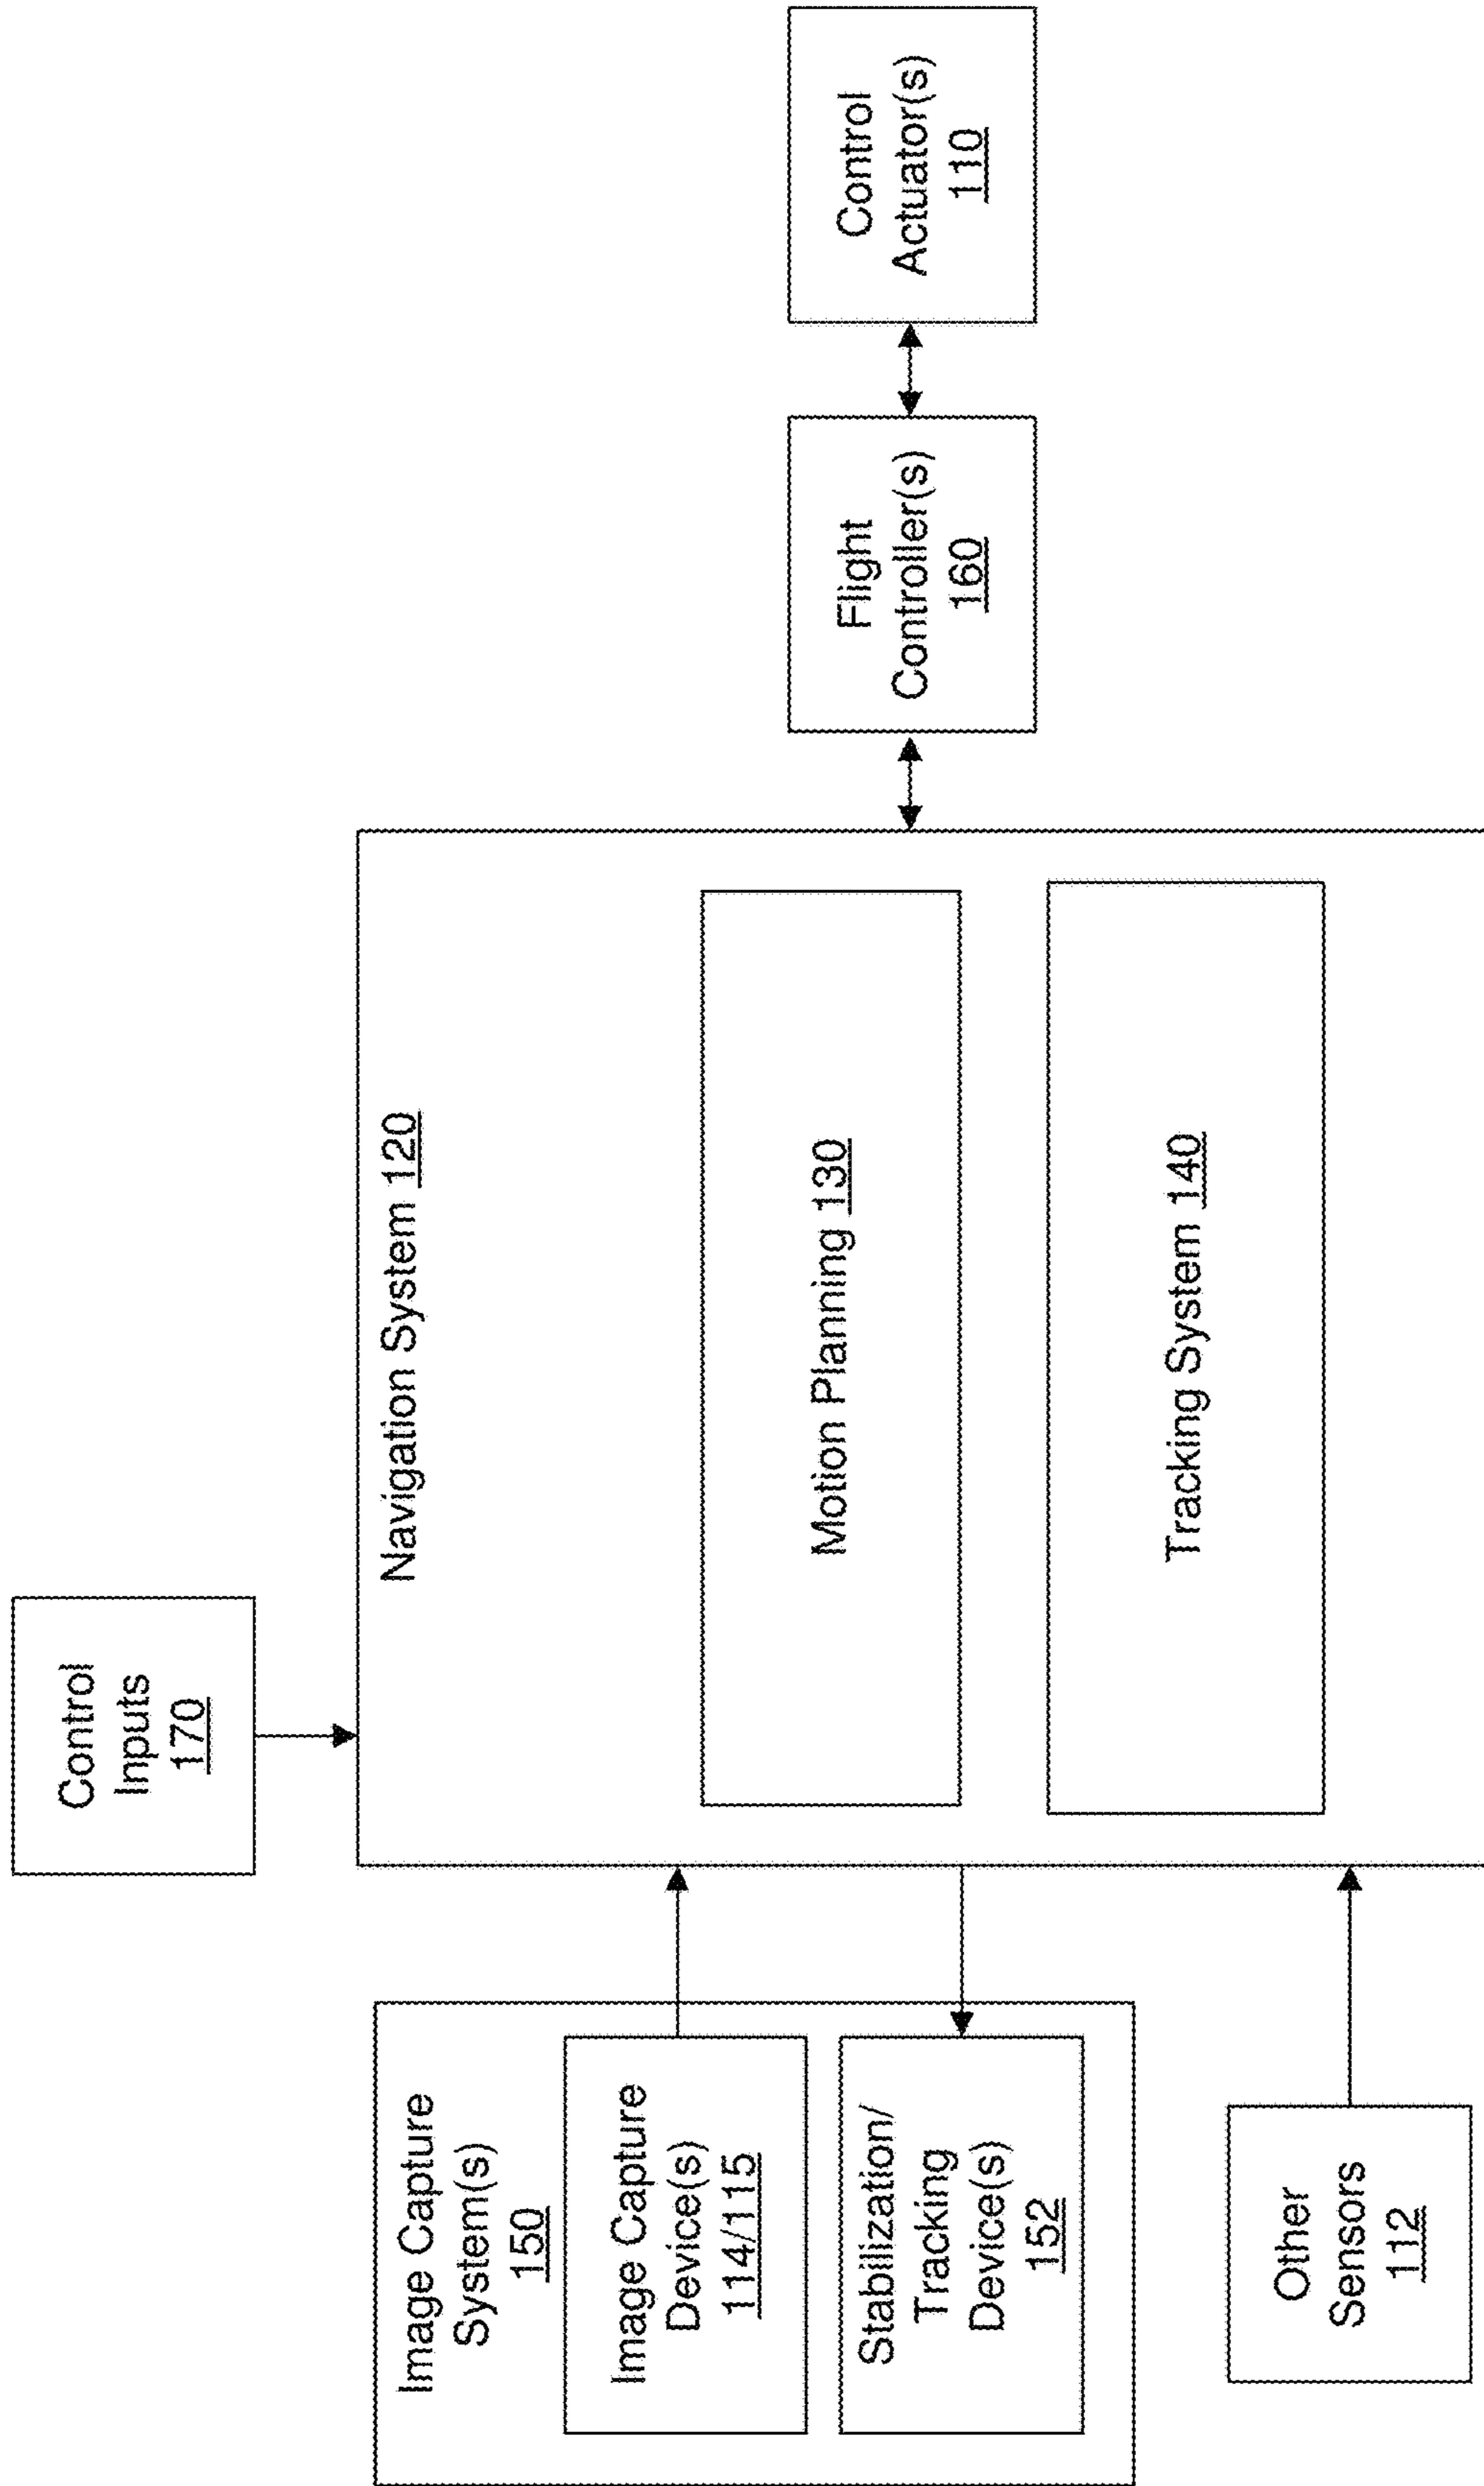 Control
Inputs
170
Image Capture
System(s)
150
Image Capture
Device(s)
114/115
Stabilization/
Tracking
Device(s)
152
Other
Sensors
112
Navigation System 120
Motion Planning 130
Tracking System 140
Flight
Controller(s)
160
Control
Actuator(s)
110